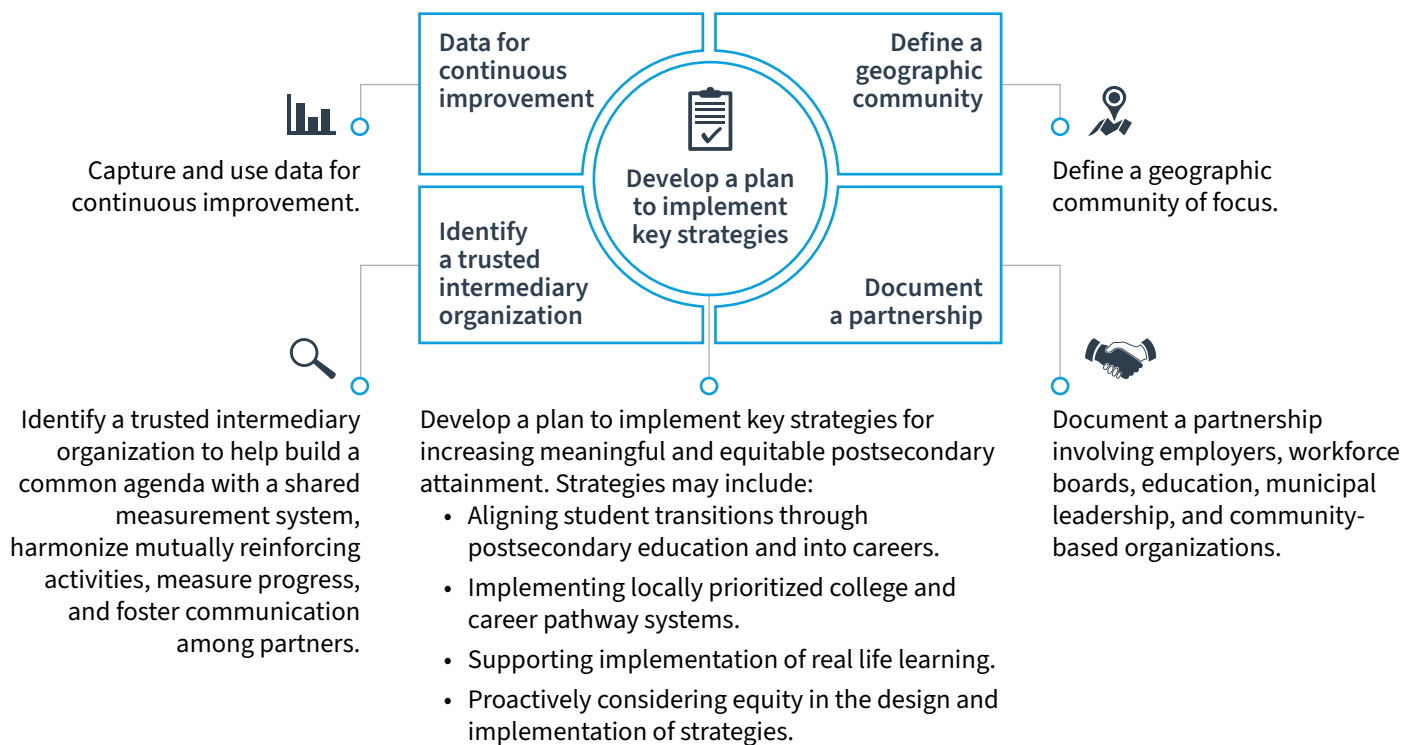 Data for
continuous
improvement
Define a
geographic
community
Develop a plan
to implement
key strategies
Identify
a trusted
intermediary
organization
Document
a partnership
Capture and use data for
continuous improvement.
Define a geographic
community of focus.
Identify a trusted intermediary
organization to help build a
common agenda with a shared
measurement system,
harmonize mutually reinforcing
activities, measure progress,
and foster communication
among partners.
Develop a plan to implement key strategies for
increasing meaningful and equitable postsecondary
attainment. Strategies may include:
• Aligning student transitions through
postsecondary education and into careers.
• Implementing locally prioritized college and
career pathway systems.
• Supporting implementation of real life learning.
• Proactively considering equity in the design and
implementation of strategies.
Document a partnership
involving employers, workforce
boards, education, municipal
leadership, and community-
based organizations.